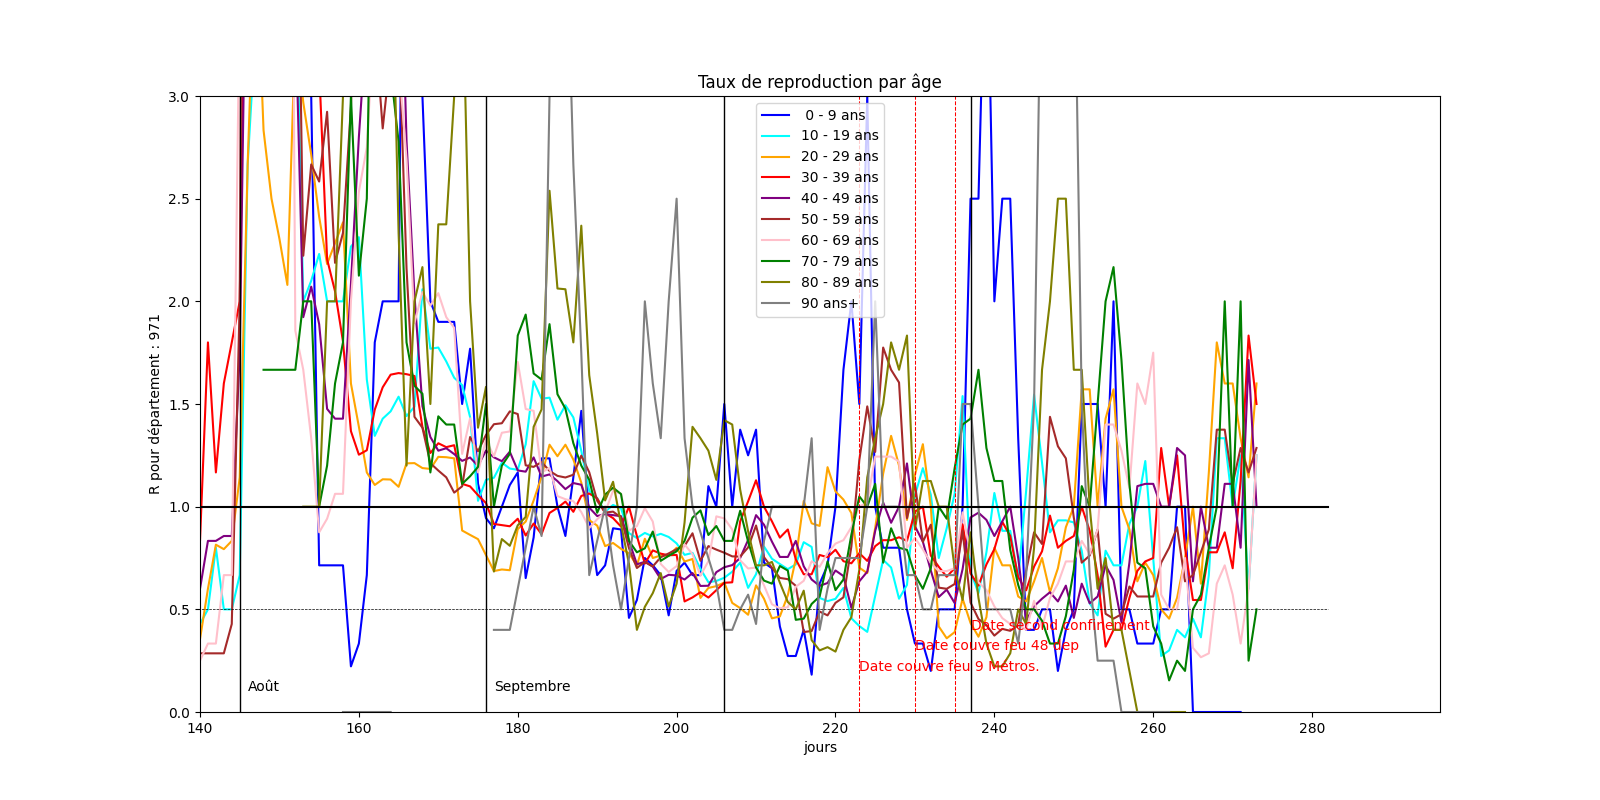 Taux de reproduction par âge
R pour département : 971
3.0
2.5
2.0
1.5
1.0
0.5
0.0
0 - 9 ans
10 - 19 ans
20 - 29 ans
30 - 39 ans
40 - 49 ans
50 - 59 ans
60 - 69 ans
70 - 79 ans
80 - 89 ans
90 ans+
Date second confinement
Date couvre feu 48 dep
Date couvre feu 9 Métros.
Août
Septembre
140
160
180
200
220
240
260
280
jours